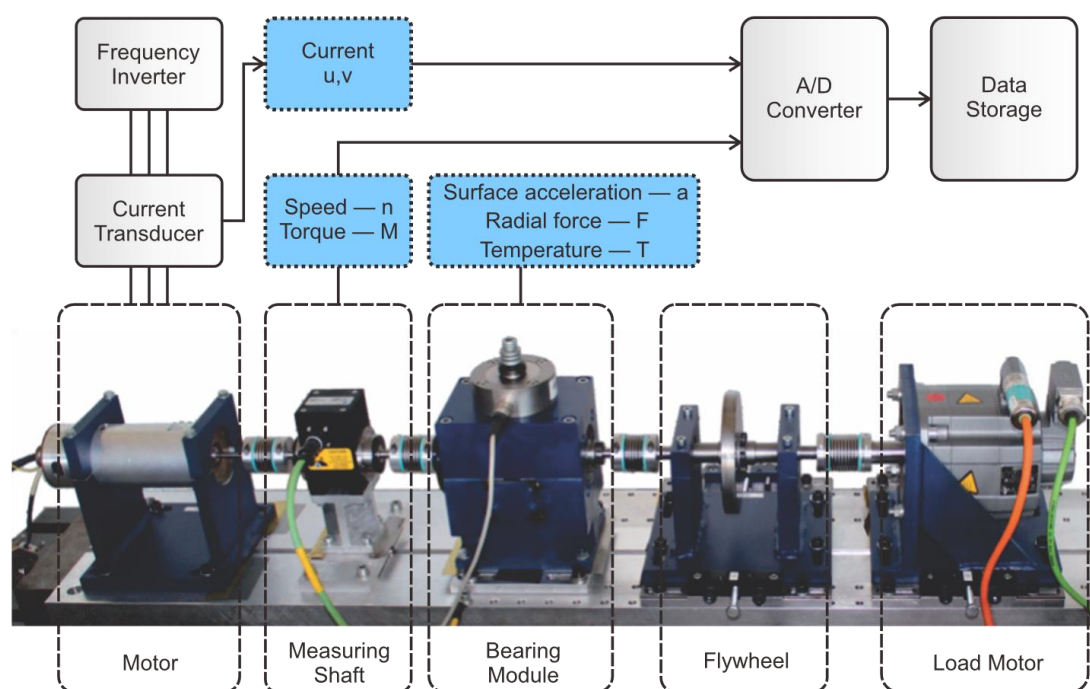 Frequency
Inverter
Current
u,v
A/D
Converter
Data
Storage
Current
Transducer
Speed — n
Torque — M
Surface acceleration — a
Radial force — F
Temperature — T
Motor
Measuring
Shaft
Bearing
Module
Flywheel
Load Motor